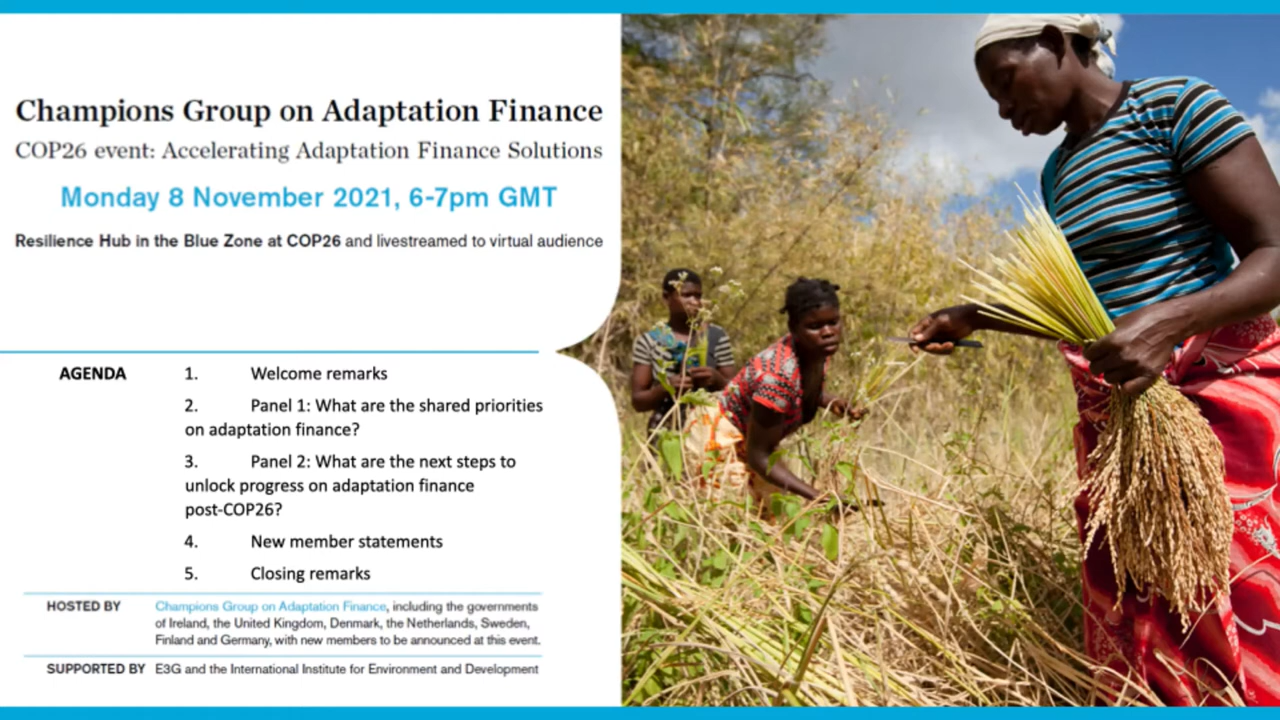 Champions Group on Adaptation Finance
COP26 event: Accelerating Adaptation Finance Solutions
Monday 8 November 2021, 6-7pm GMT
Resilience Hub in the Blue Zone at COP26 and livestreamed to virtual audience
AGENDA 1. Welcome remarks
2. Panel 1: What are the shared priorities
on adaptation finance?
3. Panel 2: What are the next steps to
unlock progress on adaptation finance
post-COP26?
4. New member statements
5. Closing remarks
HOSTED BY Champions Group on Adaptation Finance, including the governments
of Ireland, the United Kingdom, Denmark, the Netherlands, Sweden,
Finland and Germany, with new members to be announced at this event.
SUPPORTED BY E3G and the International Institute for Environment and Development